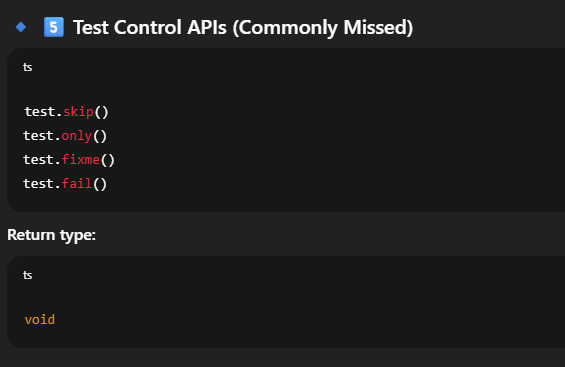 🔹 5️⃣ Test Control APIs (Commonly Missed)
ts
test.skip()
test.only()
test.fixme()
test.fail()
Return type:
ts
void